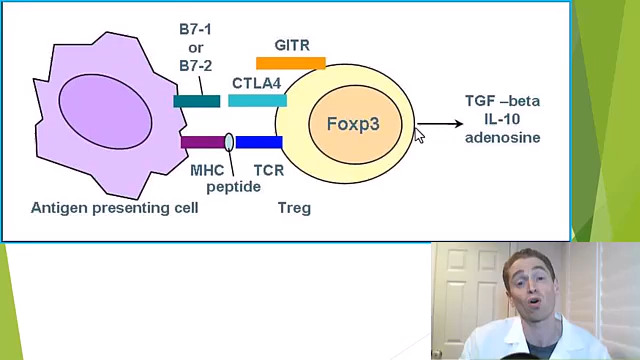 B7-1
or
B7-2
GITR
CTLA4
Foxp3
TGF –beta
IL-10
adenosine
MHC
TCR
peptide
Antigen presenting cell
Treg